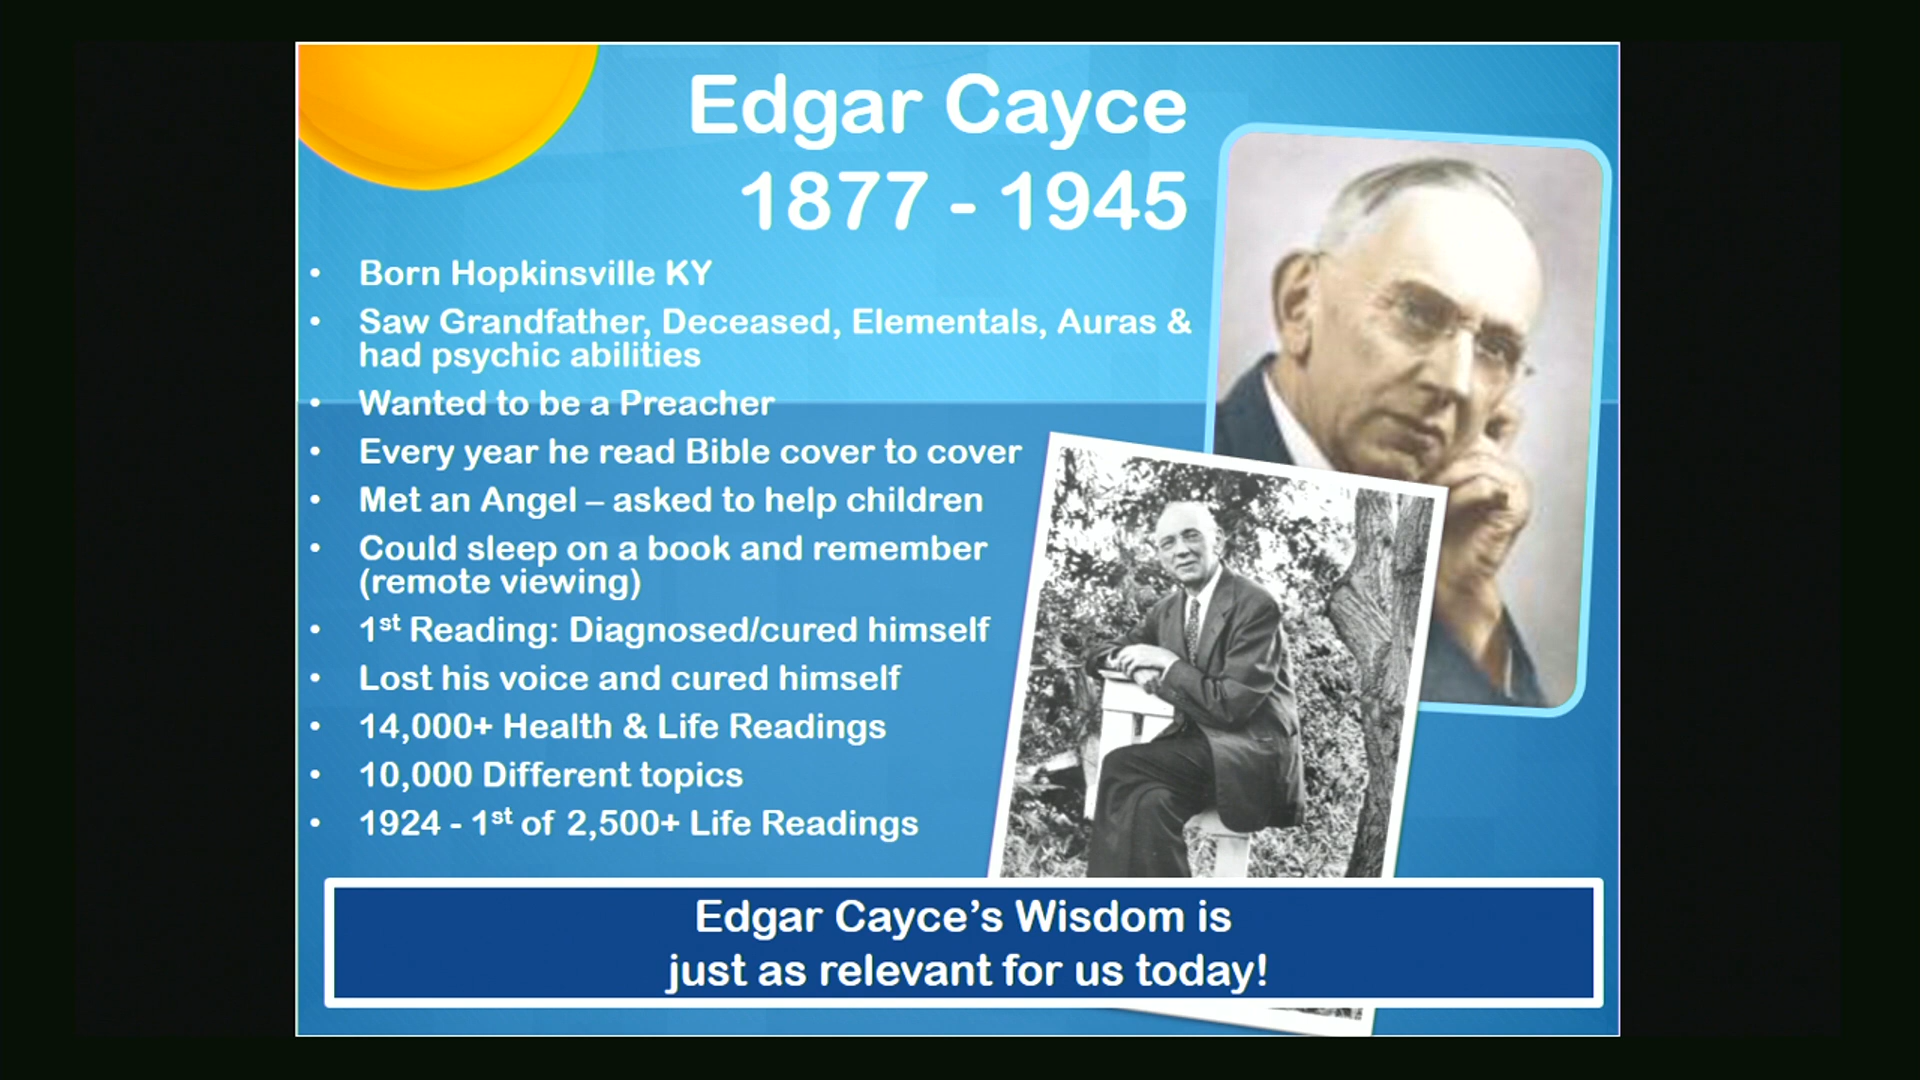 Edgar Cayce
1877 - 1945
• Born Hopkinsville KY
• Saw Grandfather, Deceased, Elementals, Auras &
had psychic abilities
• Wanted to be a Preacher
• Every year he read Bible cover to cover
• Met an Angel – asked to help children
• Could sleep on a book and remember
(remote viewing)
• 1st Reading: Diagnosed/cured himself
• Lost his voice and cured himself
• 14,000+ Health & Life Readings
• 10,000 Different topics
• 1924 - 1st of 2,500+ Life Readings
Edgar Cayce’s Wisdom is
just as relevant for us today!